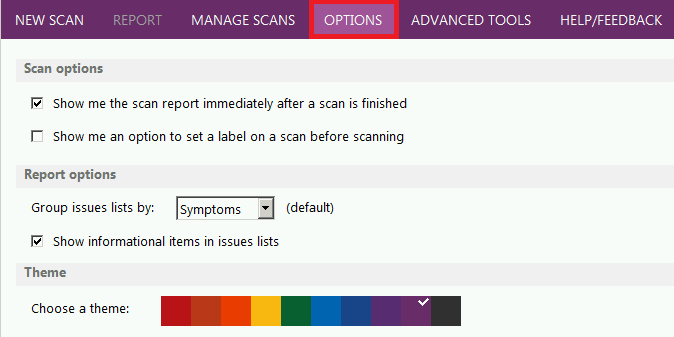 NEW SCAN REPORT MANAGE SCANS OPTIONS ADVANCED TOOLS HELP/FEEDBACK
Scan options
Show me the scan report immediately after a scan is finished
Show me an option to set a label on a scan before scanning
Report options
Group issues lists by: Symptoms (default)
Show informational items in issues lists
Theme
Choose a theme: